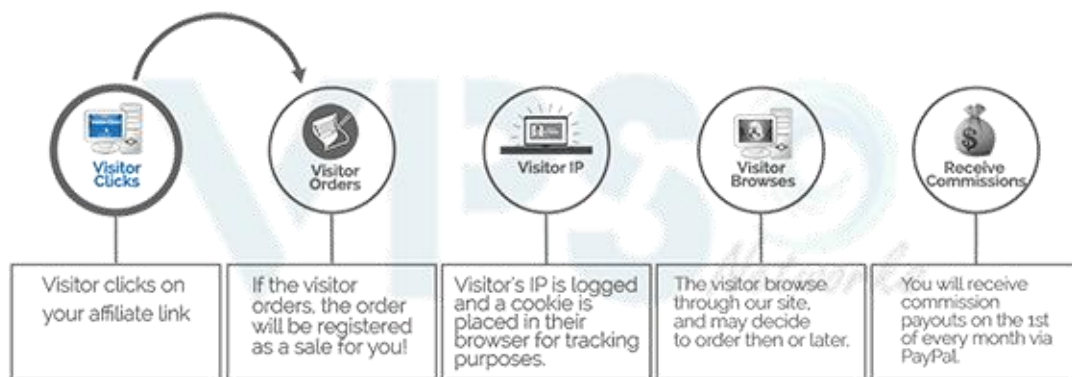 Visitor
Clicks
Visitor
Orders
Visitor IP
Visitor
Browses
$
Receive
Commissions
Visitor clicks on
your affiliate link
If the visitor
orders, the order
will be registered
as a sale for you!
Visitor's IP is logged
and a cookie is
placed in their
browser for tracking
purposes.
The visitor browse
through our site,
and may decide
to order then or later.
You will receive
commission
payouts on the 1st
of every month via
PayPal.
VPS
Networks